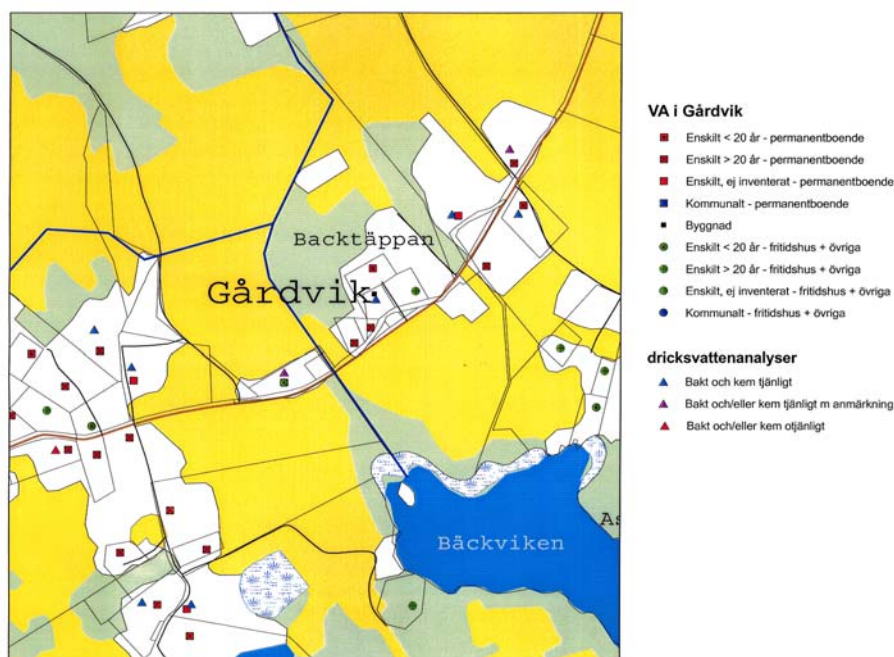 Backtäppan
Gårdvik
Bäckviken
As
VA i Gårdvik
Enskilt < 20 år - permanentboende
Enskilt > 20 år - permanentboende
Enskilt, ej inventerat - permanentboende
Kommunalt - permanentboende
Byggnad
Enskilt < 20 år - fritidshus + övriga
Enskilt > 20 år - fritidshus + övriga
Enskilt, ej inventerat - fritidshus + övriga
Kommunalt - fritidshus + övriga
dricksvattenanalyser
Bakt och kem tjänligt
Bakt och/eller kem tjänligt m anmärkning
Bakt och/eller kem otjänligt